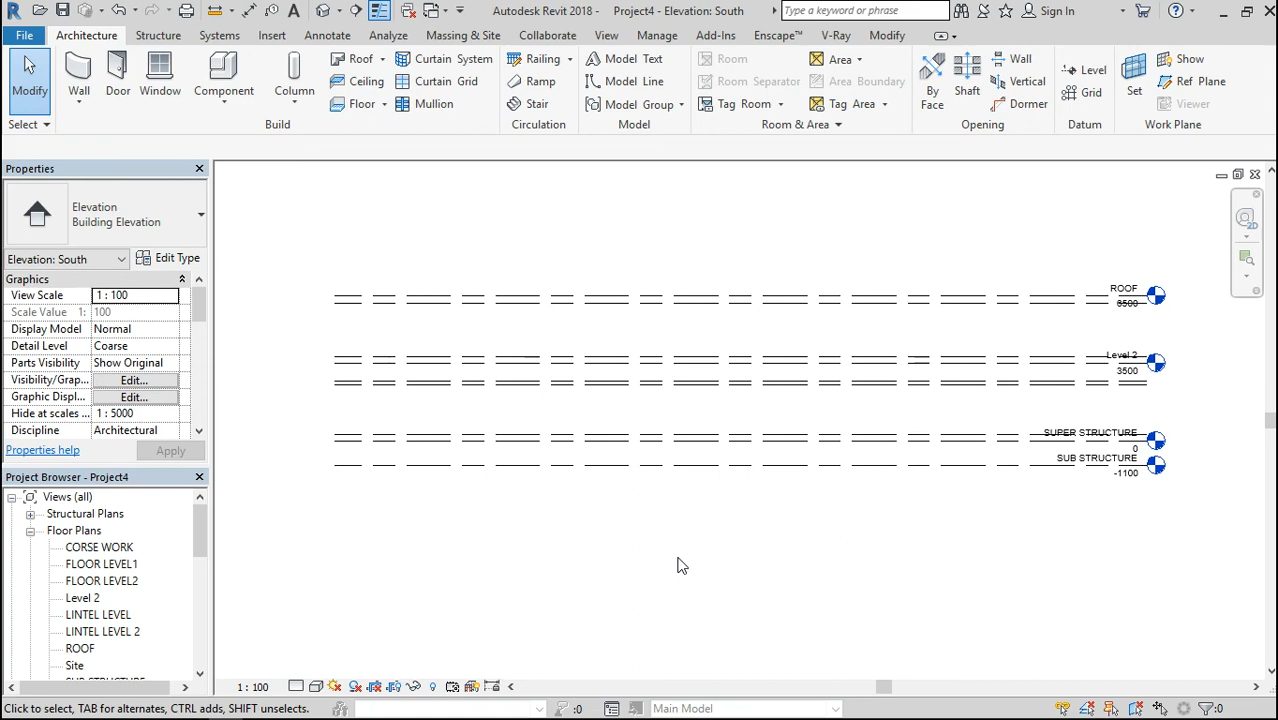 Autodesk Revit 2018 - Project4 - Elevation: South
Type a keyword or phrase
Sign In
File Architecture Structure Systems Insert Annotate Analyze Massing & Site Collaborate View Manage Add-Ins Enscape™ V-Ray Modify
Modify
Wall
Door
Window
Component
Column
Roof
Ceiling
Floor
Curtain System
Curtain Grid
Mullion
Railing
Ramp
Stair
Model Text
Model Line
Model Group
Room
Room Separator
Tag Room
Area
Area Boundary
Tag Area
By
Face
Shaft
Wall
Vertical
Dormer
Level
Grid
Set
Show
Ref Plane
Viewer
Select
Build
Circulation
Model
Room & Area
Opening
Datum
Work Plane
Properties
Elevation
Building Elevation
Elevation: South
Edit Type
Graphics
View Scale 1 : 100
Scale Value 1: 100
Display Model Normal
Detail Level Coarse
Parts Visibility Show Original
Visibility/Grap... Edit...
Graphic Displ... Edit...
Hide at scales ... 1 : 5000
Discipline Architectural
Properties help
Apply
Project Browser - Project4
Views (all)
Structural Plans
Floor Plans
CORSE WORK
FLOOR LEVEL1
FLOOR LEVEL2
Level 2
LINTEL LEVEL
LINTEL LEVEL 2
ROOF
Site
SUB STRUCTURE
2D
ROOF
6500
Level 2
3500
SUPER STRUCTURE
0
SUB STRUCTURE
-1100
1 : 100
Click to select, TAB for alternates, CTRL adds, SHIFT unselects.
:0
Main Model
:0